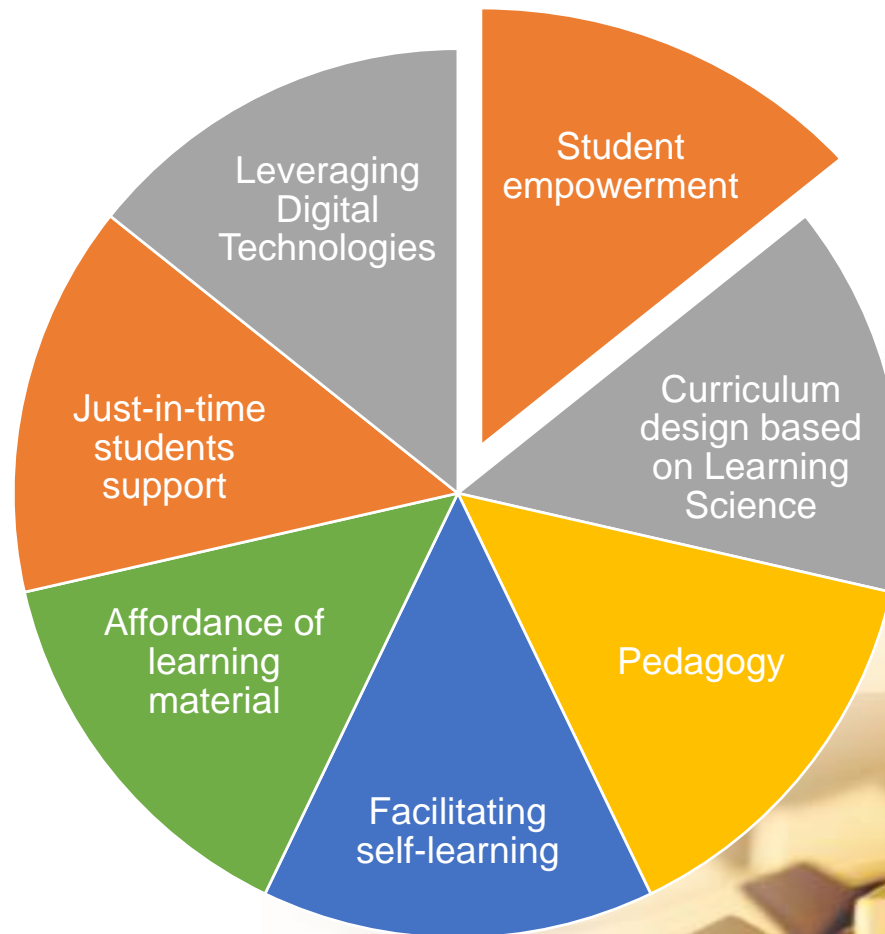 Student
empowerment
Curriculum
design based
on Learning
Science
Pedagogy
Facilitating
self-learning
Affordance of
learning
material
Just-in-time
students
support
Leveraging
Digital
Technologies